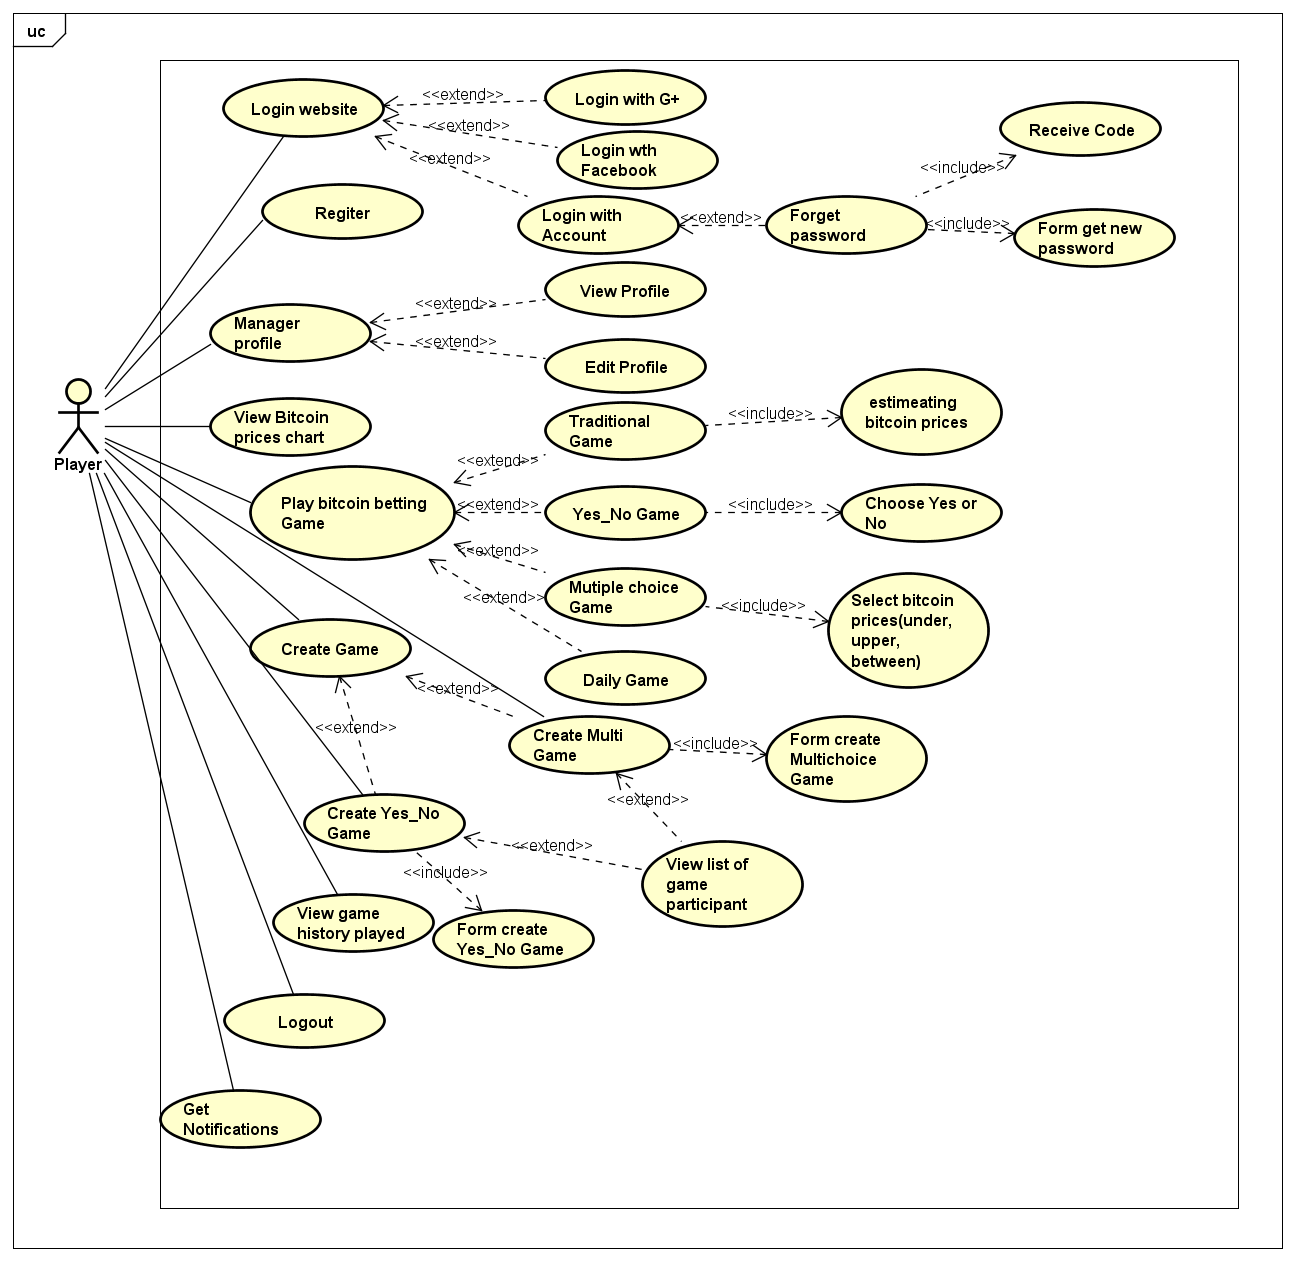 uc
Login website
<<extend>>
Login with G+
<<extend>>
Login wth
Facebook
<<extend>>
Login with
Account
<<extend>>
Forget
password
<<include>>
Receive Code
<<include>>
Form get new
password
Regiter
Manager
profile
<<extend>>
View Profile
<<extend>>
Edit Profile
View Bitcoin
prices chart
Player
Play bitcoin betting
Game
<<extend>>
Traditional
Game
<<include>>
estimeating
bitcoin prices
<<extend>>
Yes_No Game
<<include>>
Choose Yes or
No
<<extend>>
Mutiple choice
Game
<<include>>
Select bitcoin
prices(under,
upper,
between)
<<extend>>
Daily Game
Create Game
<<extend>>
Create Multi
Game
<<include>>
Form create
Multichoice
Game
<<extend>>
Create Yes_No
Game
<<extend>>
<<extend>>
View list of
game
participant
<<include>>
Form create
Yes_No Game
View game
history played
Logout
Get
Notifications